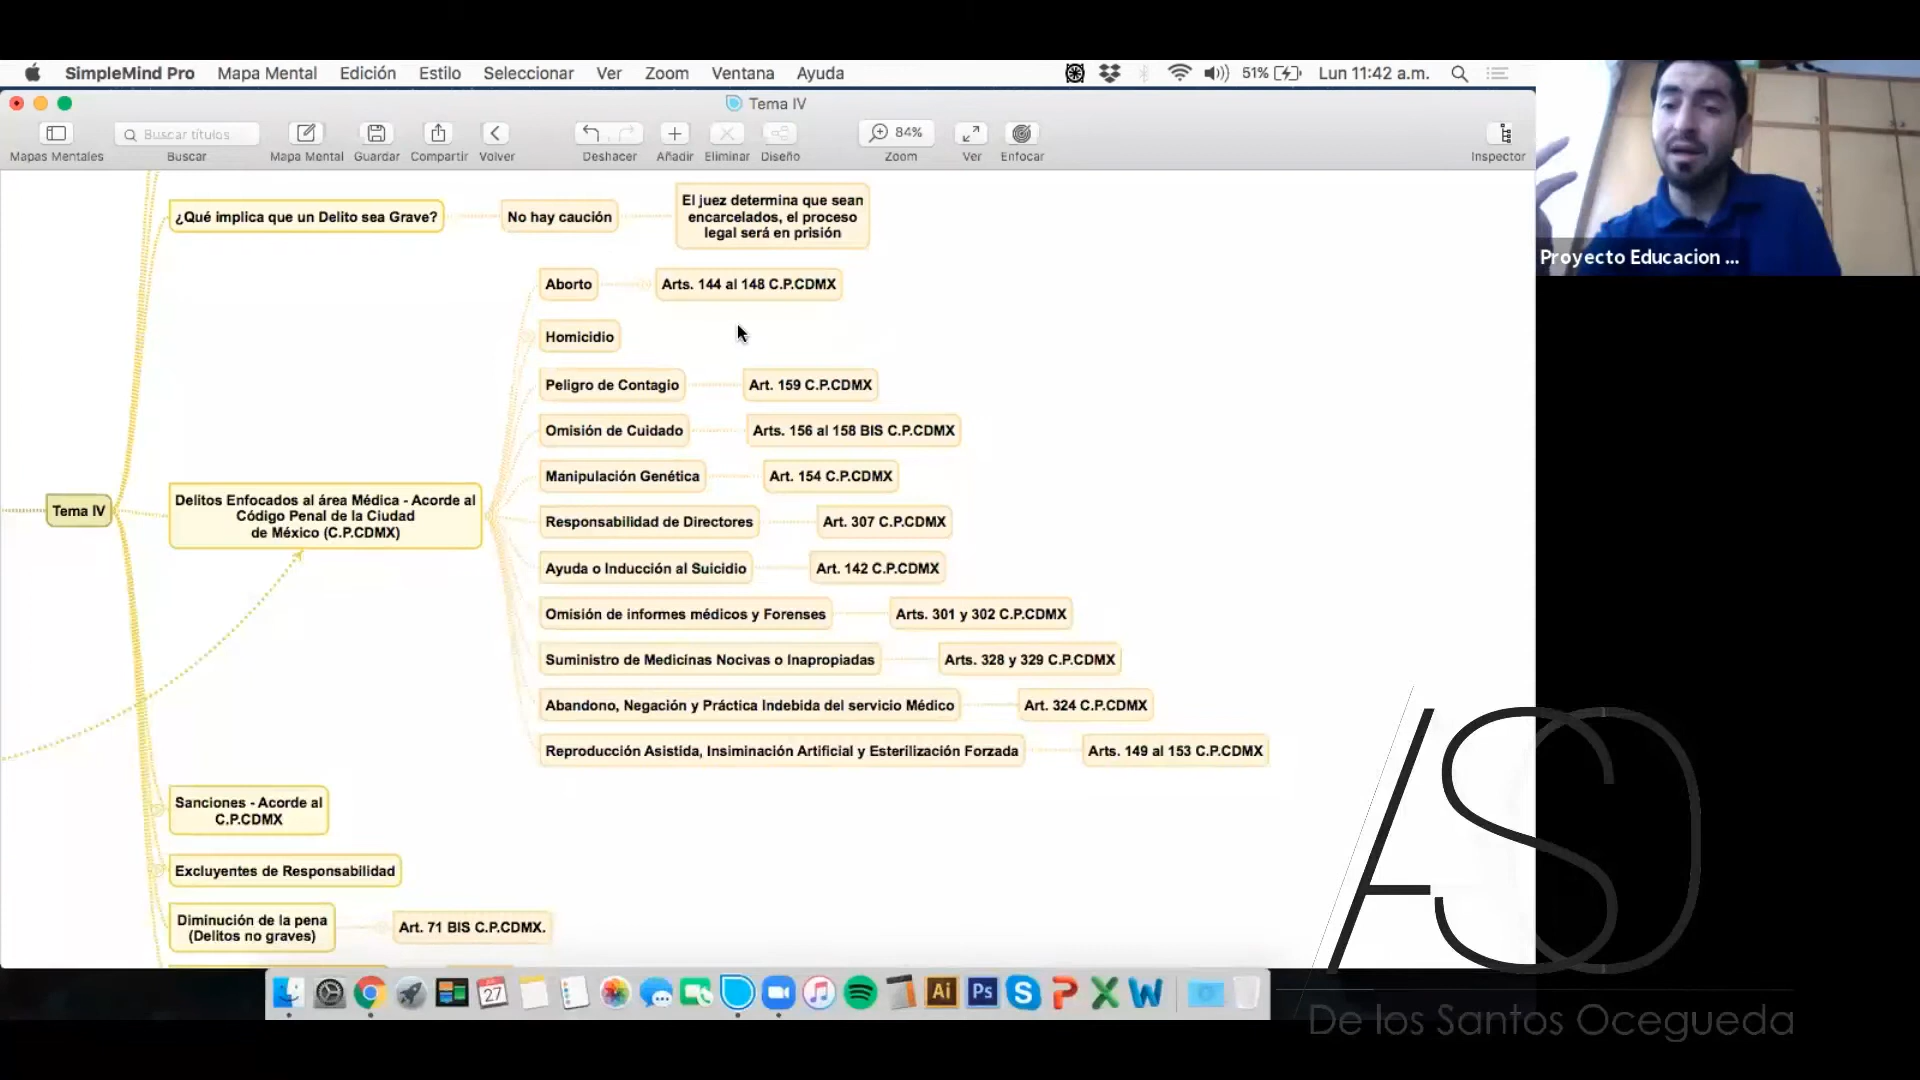 SimpleMind Pro Mapa Mental Edición Estilo Seleccionar Ver Zoom Ventana Ayuda 51% Lun 11:42 a.m.
Tema IV
Buscar títulos 84%
Mapas Mentales Buscar Mapa Mental Guardar Compartir Volver Deshacer Añadir Eliminar Diseño Zoom Ver Enfocar Inspector
Proyecto Educacion ...
¿Qué implica que un Delito sea Grave?
No hay caución
El juez determina que sean
encarcelados, el proceso
legal será en prisión
Tema IV
Delitos Enfocados al área Médica - Acorde al
Código Penal de la Ciudad
de México (C.P.CDMX)
Aborto Arts. 144 al 148 C.P.CDMX
Homicidio
Peligro de Contagio Art. 159 C.P.CDMX
Omisión de Cuidado Arts. 156 al 158 BIS C.P.CDMX
Manipulación Genética Art. 154 C.P.CDMX
Responsabilidad de Directores Art. 307 C.P.CDMX
Ayuda o Inducción al Suicidio Art. 142 C.P.CDMX
Omisión de informes médicos y Forenses Arts. 301 y 302 C.P.CDMX
Suministro de Medicinas Nocivas o Inapropiadas Arts. 328 y 329 C.P.CDMX
Abandono, Negación y Práctica Indebida del servicio Médico Art. 324 C.P.CDMX
Reproducción Asistida, Insiminación Artificial y Esterilización Forzada Arts. 149 al 153 C.P.CDMX
Sanciones - Acorde al
C.P.CDMX
Excluyentes de Responsabilidad
Diminución de la pena
(Delitos no graves)
Art. 71 BIS C.P.CDMX.
27 Ai Ps S P X W
ASO
De los Santos Ocegueda